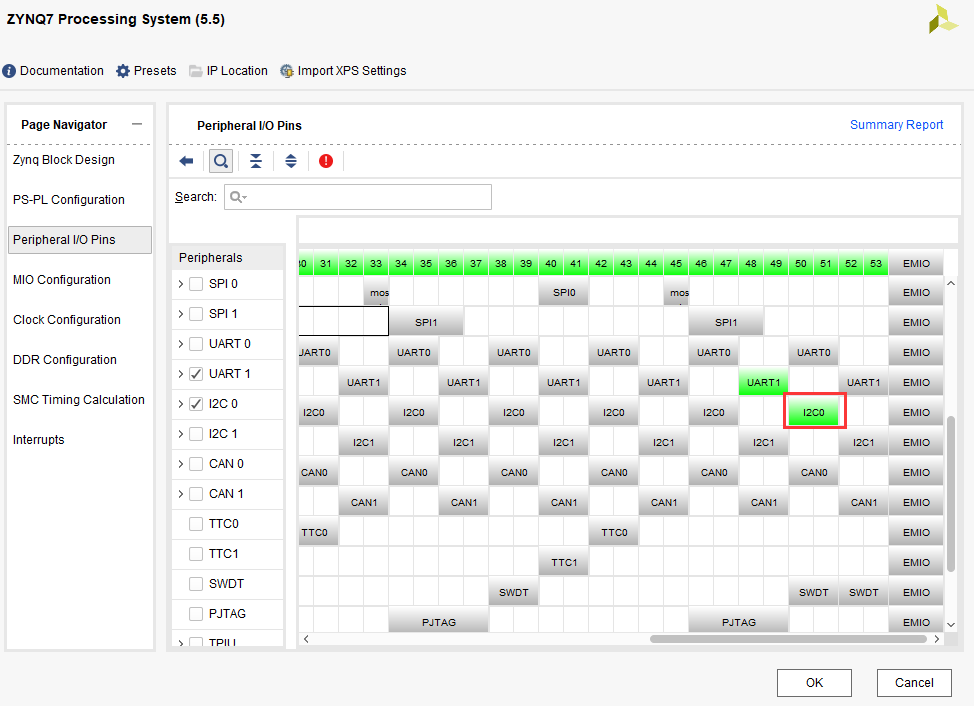 ZYNQ7 Processing System (5.5)
Documentation Presets IP Location Import XPS Settings
Page Navigator
Zynq Block Design
PS-PL Configuration
Peripheral I/O Pins
MIO Configuration
Clock Configuration
DDR Configuration
SMC Timing Calculation
Interrupts
Peripheral I/O Pins Summary Report
Search:
Peripherals 31 32 33 34 35 36 37 38 39 40 41 42 43 44 45 46 47 48 49 50 51 52 53 EMIO
SPI 0 mos SPI0 mos EMIO
SPI 1 SPI1 SPI1 EMIO
UART 0 UART0 UART0 UART0 UART0 UART0 UART0 EMIO
UART 1 UART1 UART1 UART1 UART1 UART1 UART1 EMIO
I2C 0 I2C0 I2C0 I2C0 I2C0 I2C0 I2C0 EMIO
I2C 1 I2C1 I2C1 I2C1 I2C1 I2C1 I2C1 EMIO
CAN 0 CAN0 CAN0 CAN0 CAN0 CAN0 CAN0 EMIO
CAN 1 CAN1 CAN1 CAN1 CAN1 CAN1 CAN1 EMIO
TTC0 TTC0 TTC0 EMIO
TTC1 TTC1 EMIO
SWDT SWDT SWDT SWDT EMIO
PJTAG PJTAG PJTAG EMIO
OK Cancel